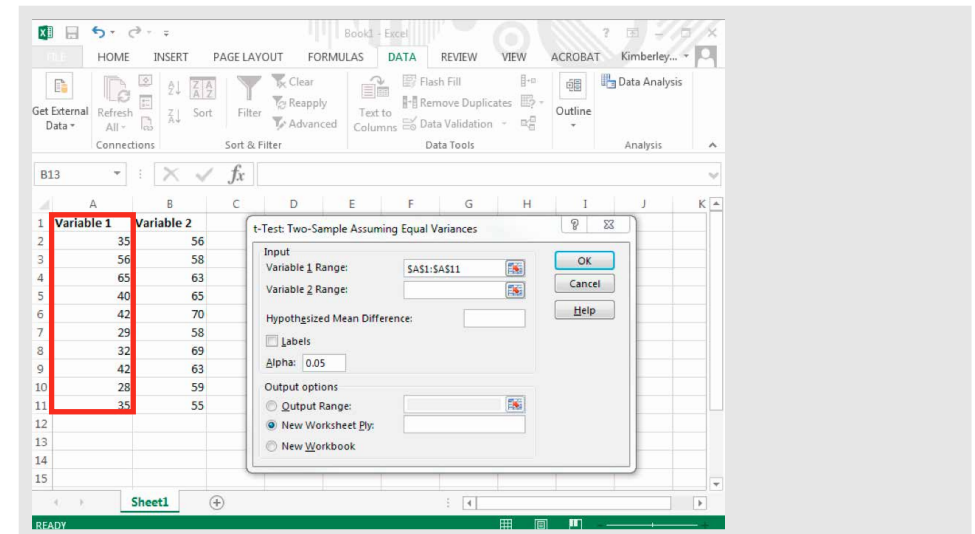 Book1 - Excel
FILE HOME INSERT PAGE LAYOUT FORMULAS DATA REVIEW VIEW ACROBAT Kimberley...
Get External Data
Refresh All
Sort
Filter
Clear
Reapply
Advanced
Text to Columns
Flash Fill
Remove Duplicates
Data Validation
Outline
Data Analysis
Connections Sort & Filter Data Tools Analysis
B13 fx
A B C D E F G H I J K
1 Variable 1 Variable 2
2 35 56
3 56 58
4 65 63
5 40 65
6 42 70
7 29 58
8 32 69
9 42 63
10 28 59
11 35 55
12
13
14
15
t-Test: Two-Sample Assuming Equal Variances
Input
Variable 1 Range: $A$1:$A$11
Variable 2 Range:
Hypothesized Mean Difference:
Labels
Alpha: 0.05
Output options
Output Range:
New Worksheet Ply:
New Workbook
OK
Cancel
Help
Sheet1
READY